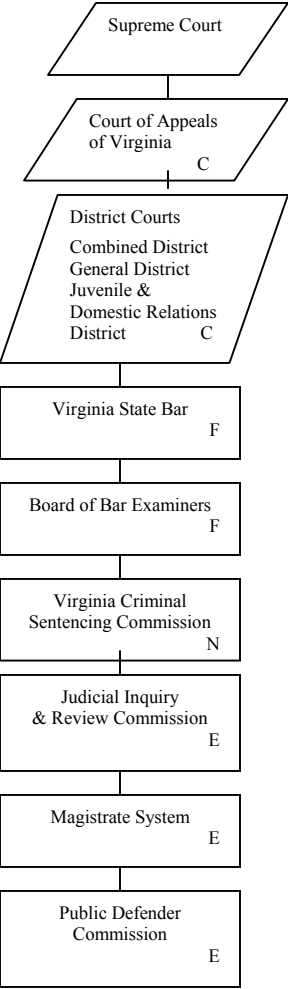 Supreme Court
Court of Appeals
of Virginia
C
District Courts
Combined District
General District
Juvenile &
Domestic Relations
District C
Virginia State Bar
F
Board of Bar Examiners
F
Virginia Criminal
Sentencing Commission
N
Judicial Inquiry
& Review Commission
E
Magistrate System
E
Public Defender
Commission
E